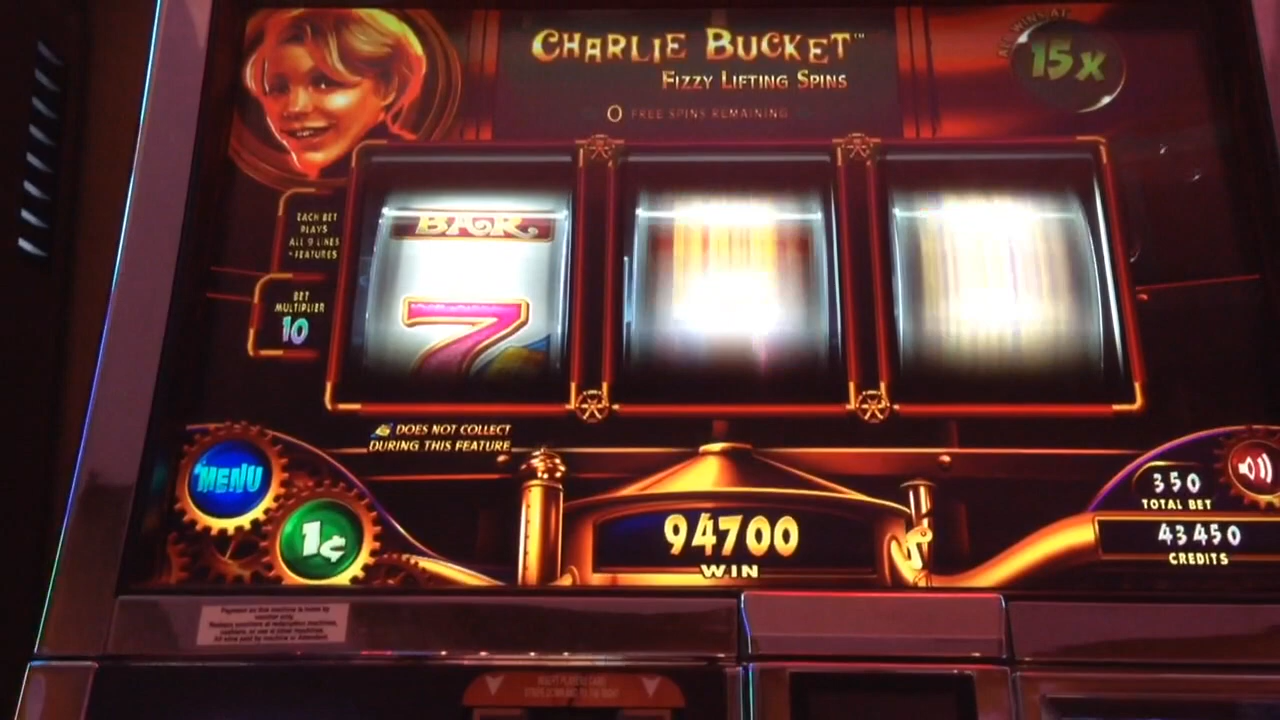 CHARLIE BUCKET™
FIZZY LIFTING SPINS
0 FREE SPINS REMAINING
ALL WINS AT
15x
EACH BET
PLAYS
ALL 9 LINES
+FEATURES
BET
MULTIPLIER
10
BAR
7
DOES NOT COLLECT
DURING THIS FEATURE
MENU
1¢
94700
WIN
350
TOTAL BET
43450
CREDITS